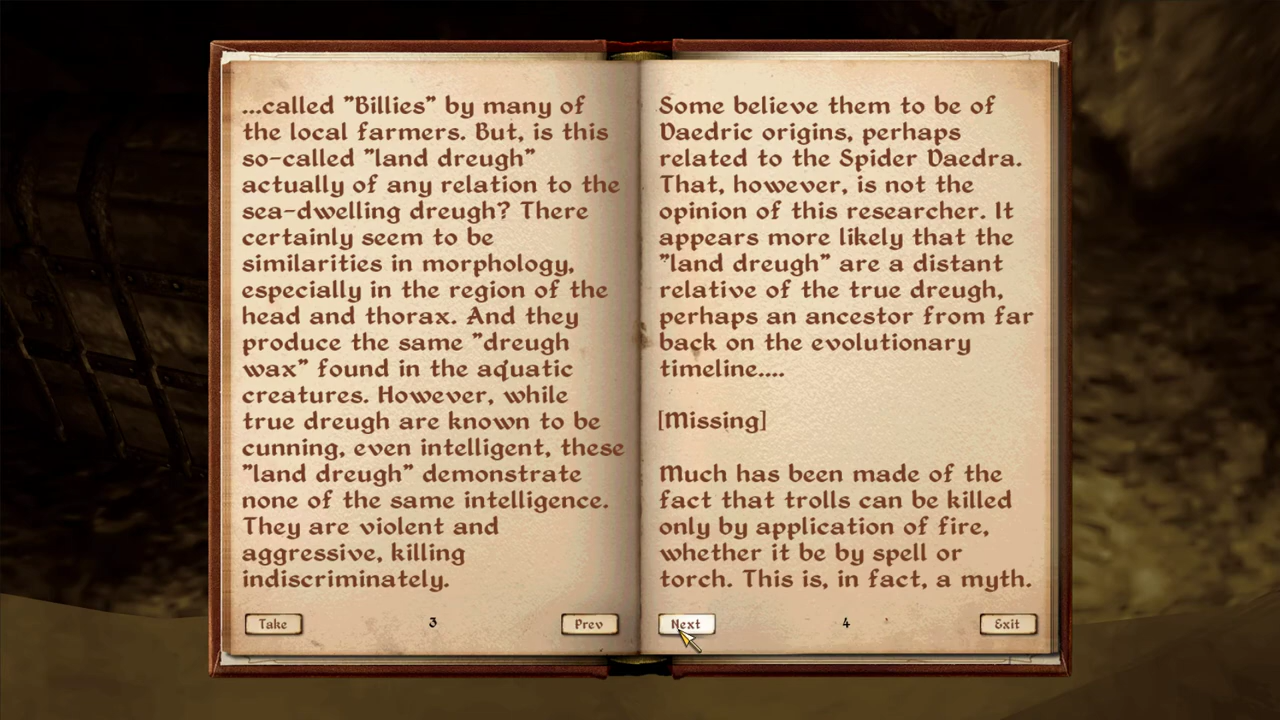 ...called "Billies" by many of
the local farmers. But, is this
so-called "land dreugh"
actually of any relation to the
sea-dwelling dreugh? There
certainly seem to be
similarities in morphology,
especially in the region of the
head and thorax. And they
produce the same "dreugh
wax" found in the aquatic
creatures. However, while
true dreugh are known to be
cunning, even intelligent, these
"land dreugh" demonstrate
none of the same intelligence.
They are violent and
aggressive, killing
indiscriminately.
Take
3
Prev
Some believe them to be of
Daedric origins, perhaps
related to the Spider Daedra.
That, however, is not the
opinion of this researcher. It
appears more likely that the
"land dreugh" are a distant
relative of the true dreugh,
perhaps an ancestor from far
back on the evolutionary
timeline....
[Missing]
Much has been made of the
fact that trolls can be killed
only by application of fire,
whether it be by spell or
torch. This is, in fact, a myth.
Next
4
Exit